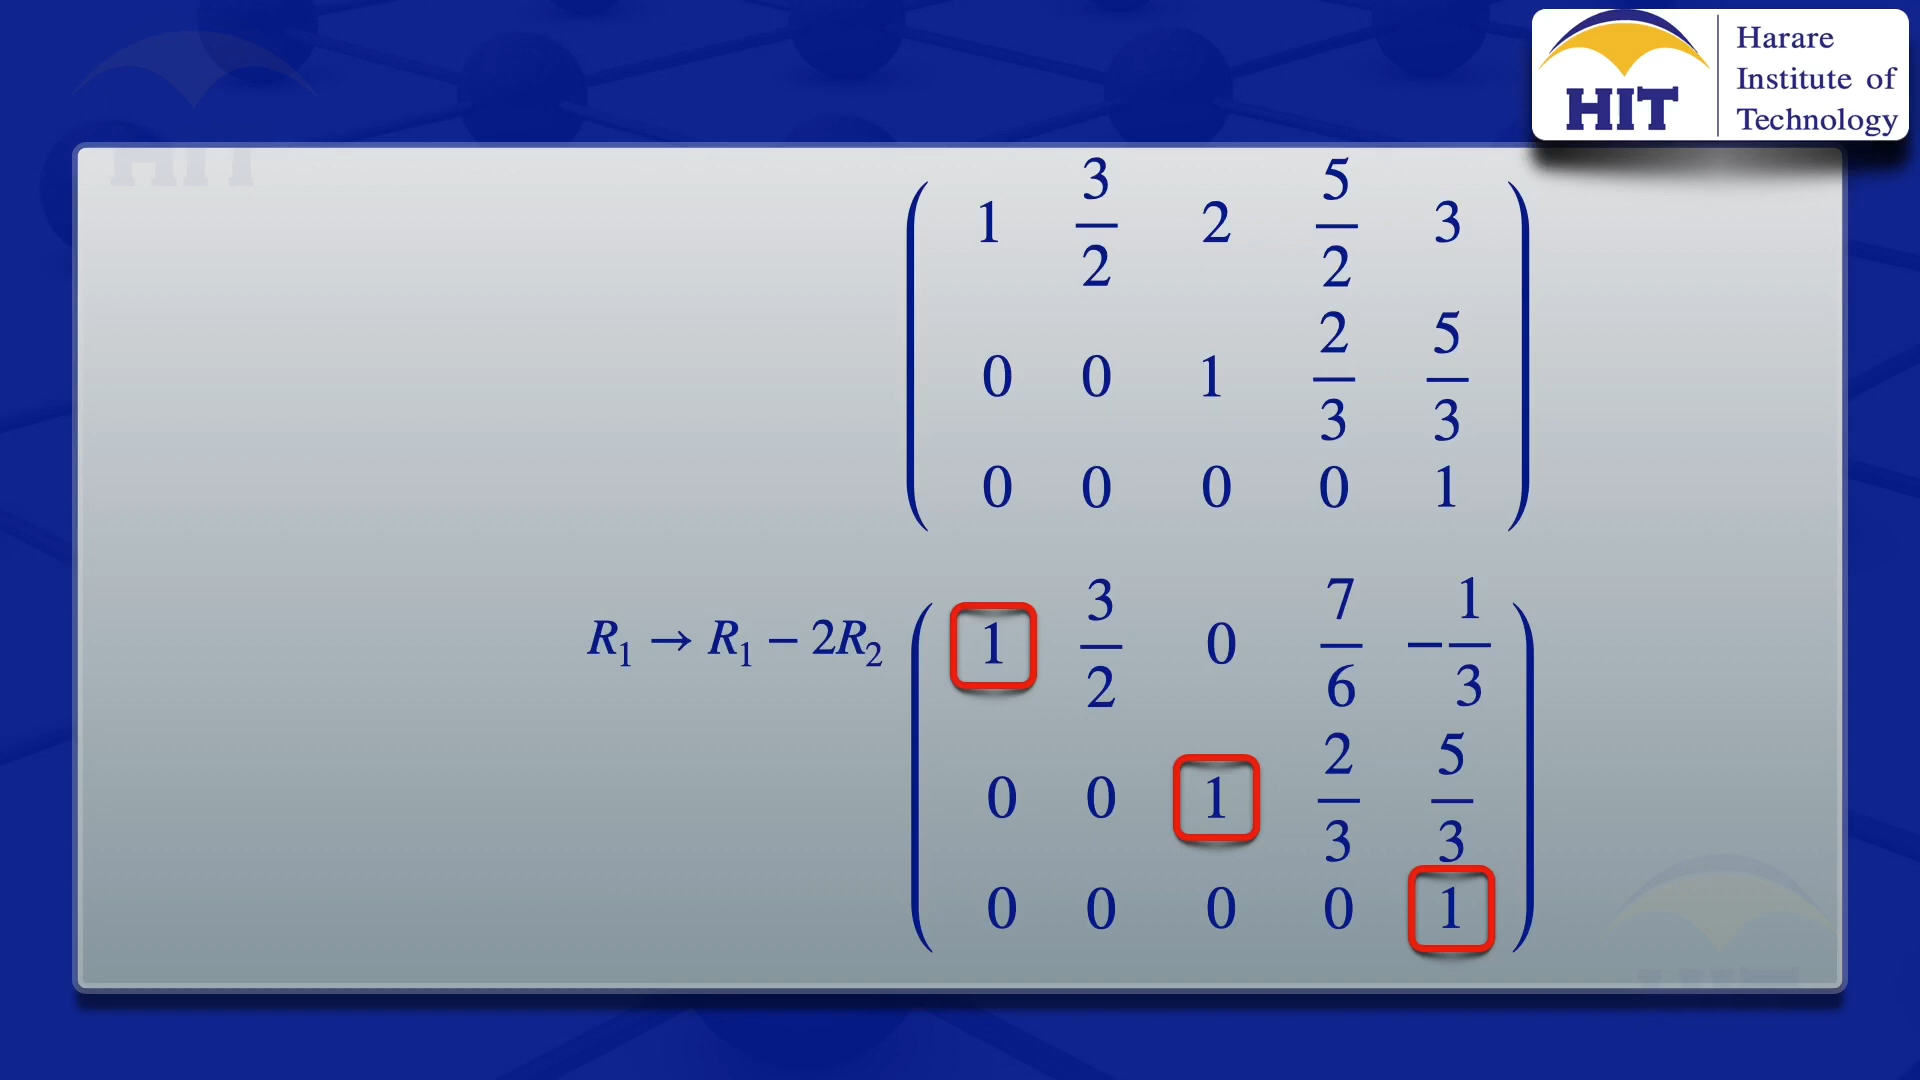 HIT
Harare
Institute of
Technology
HIT
1 3/2 2 5/2 3
0 0 1 2/3 5/3
0 0 0 0 1
R₁ → R₁ − 2R₂
1 3/2 0 7/6 −1/3
0 0 1 2/3 5/3
0 0 0 0 1